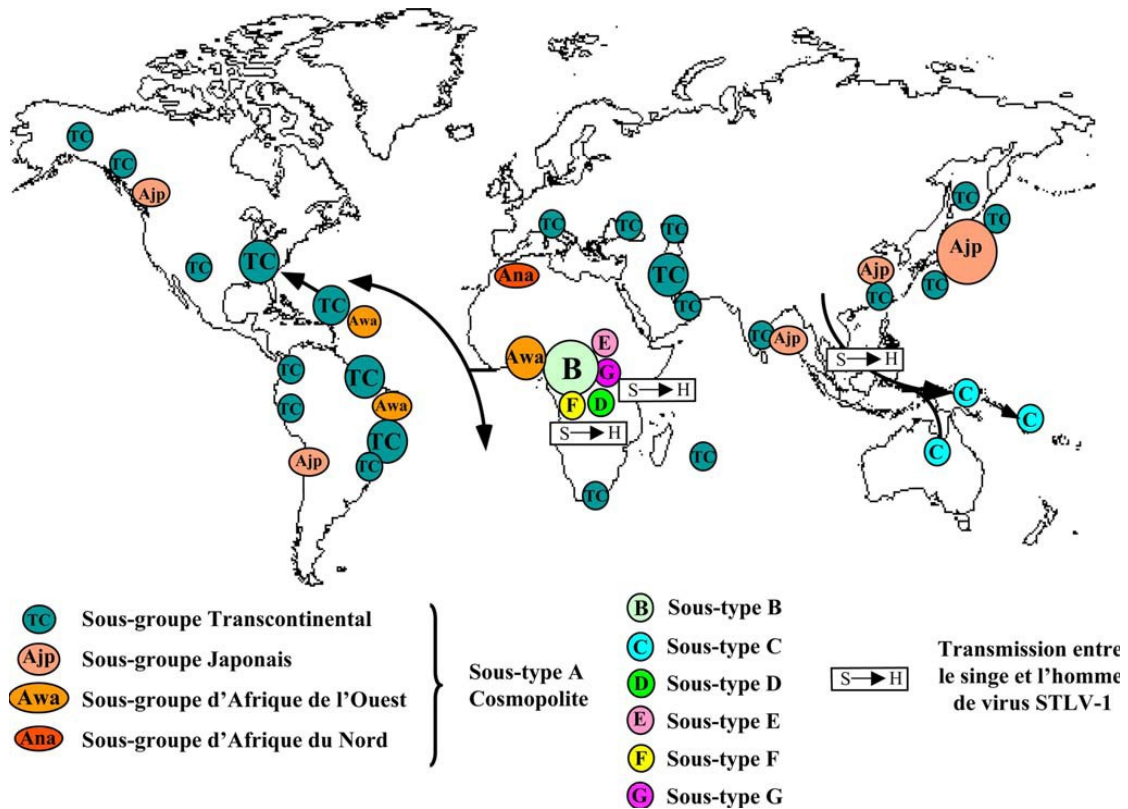 TC
TC
Ajp
TC
TC
TC
TC
TC
TC
TC
TC
Ajp
Ana
TC
TC
Ajp
TC
TC
TC
Awa
Awa
E
TC
Ajp
B
G
S H
TC
TC
S H
TC
Awa
F
D
C
TC
S H
C
Ajp
TC
TC
C
TC
TC Sous-groupe Transcontinental
Ajp Sous-groupe Japonais
Awa Sous-groupe d'Afrique de l'Ouest
Ana Sous-groupe d'Afrique du Nord
Sous-type A
Cosmopolite
B Sous-type B
C Sous-type C
D Sous-type D
E Sous-type E
F Sous-type F
G Sous-type G
S H
Transmission entre
le singe et l'homme
de virus STLV-1